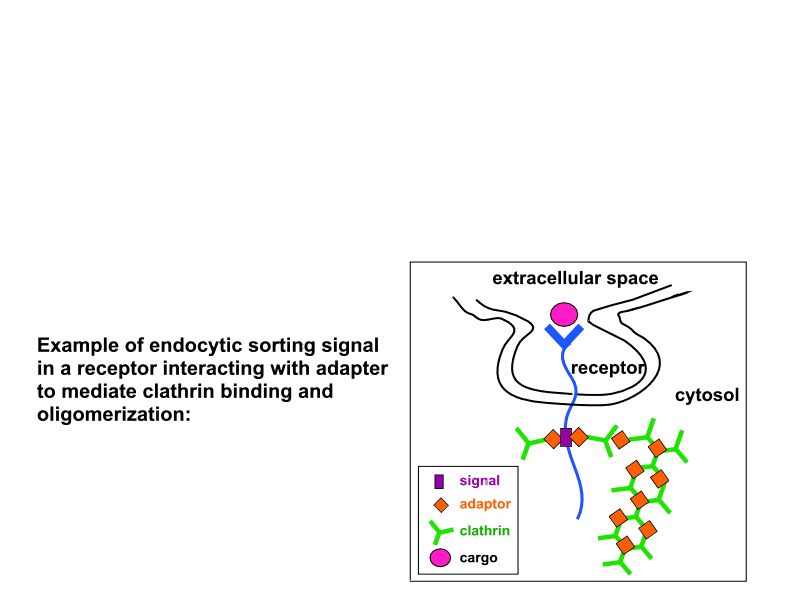 Example of endocytic sorting signal
in a receptor interacting with adapter
to mediate clathrin binding and
oligomerization:
extracellular space
receptor
cytosol
signal
adaptor
clathrin
cargo